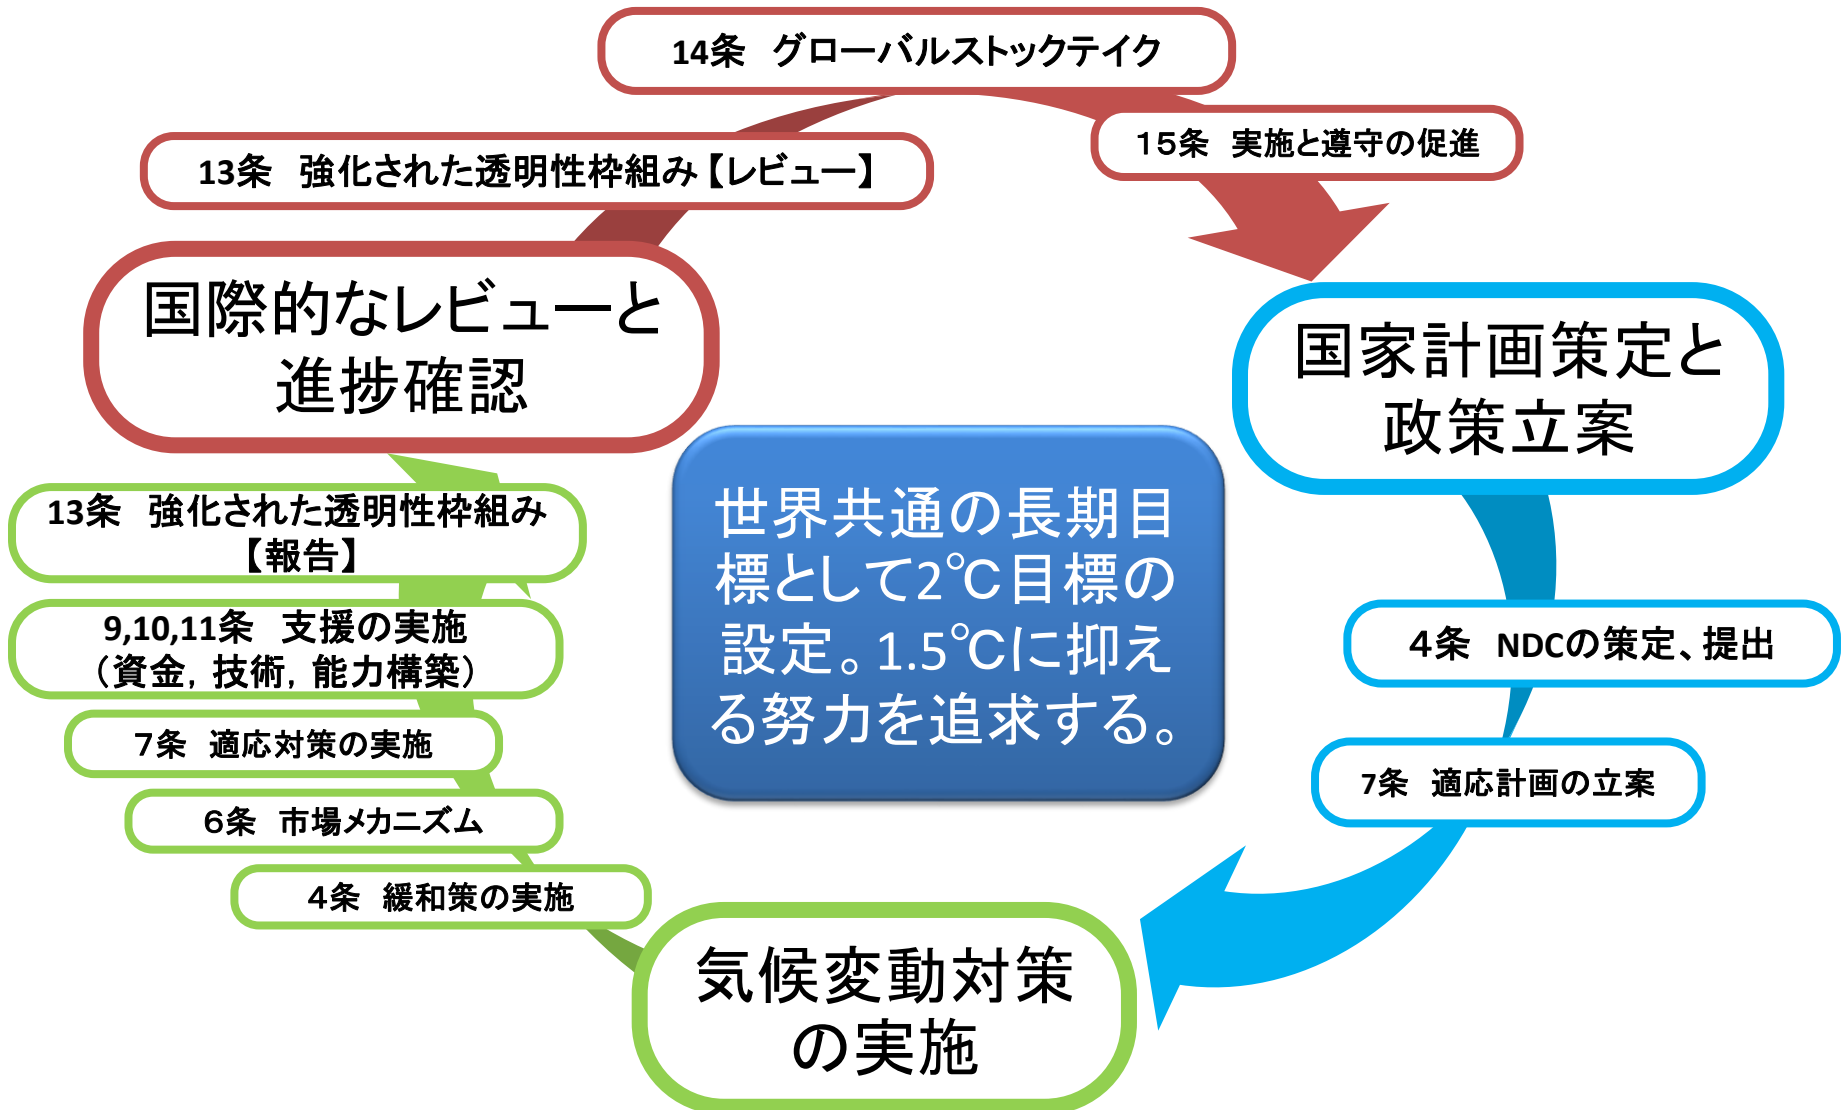 14条　グローバルストックテイク
１５条　実施と遵守の促進
13条　強化された透明性枠組み【レビュー】
国際的なレビューと
進捗確認
国家計画策定と
政策立案
世界共通の長期目
標として2℃目標の
設定。1.5℃に抑え
る努力を追求する。
13条　強化された透明性枠組み
【報告】
9,10,11条　支援の実施
（資金，技術，能力構築）
７条　適応対策の実施
６条　市場メカニズム
４条　緩和策の実施
４条　NDCの策定、提出
7条　適応計画の立案
気候変動対策
の実施